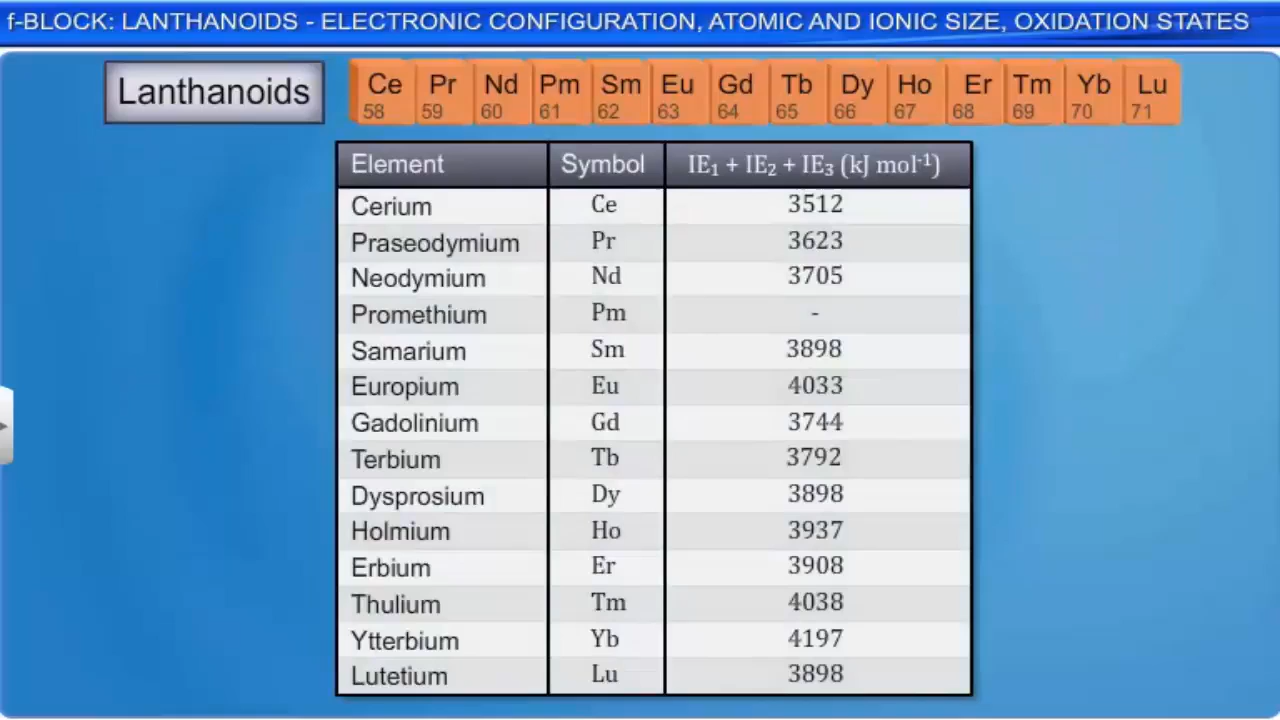 f-BLOCK: LANTHANOIDS - ELECTRONIC CONFIGURATION, ATOMIC AND IONIC SIZE, OXIDATION STATES
Lanthanoids Ce Pr Nd Pm Sm Eu Gd Tb Dy Ho Er Tm Yb Lu
58 59 60 61 62 63 64 65 66 67 68 69 70 71
Element Symbol IE₁ + IE₂ + IE₃ (kJ mol⁻¹)
Cerium Ce 3512
Praseodymium Pr 3623
Neodymium Nd 3705
Promethium Pm -
Samarium Sm 3898
Europium Eu 4033
Gadolinium Gd 3744
Terbium Tb 3792
Dysprosium Dy 3898
Holmium Ho 3937
Erbium Er 3908
Thulium Tm 4038
Ytterbium Yb 4197
Lutetium Lu 3898